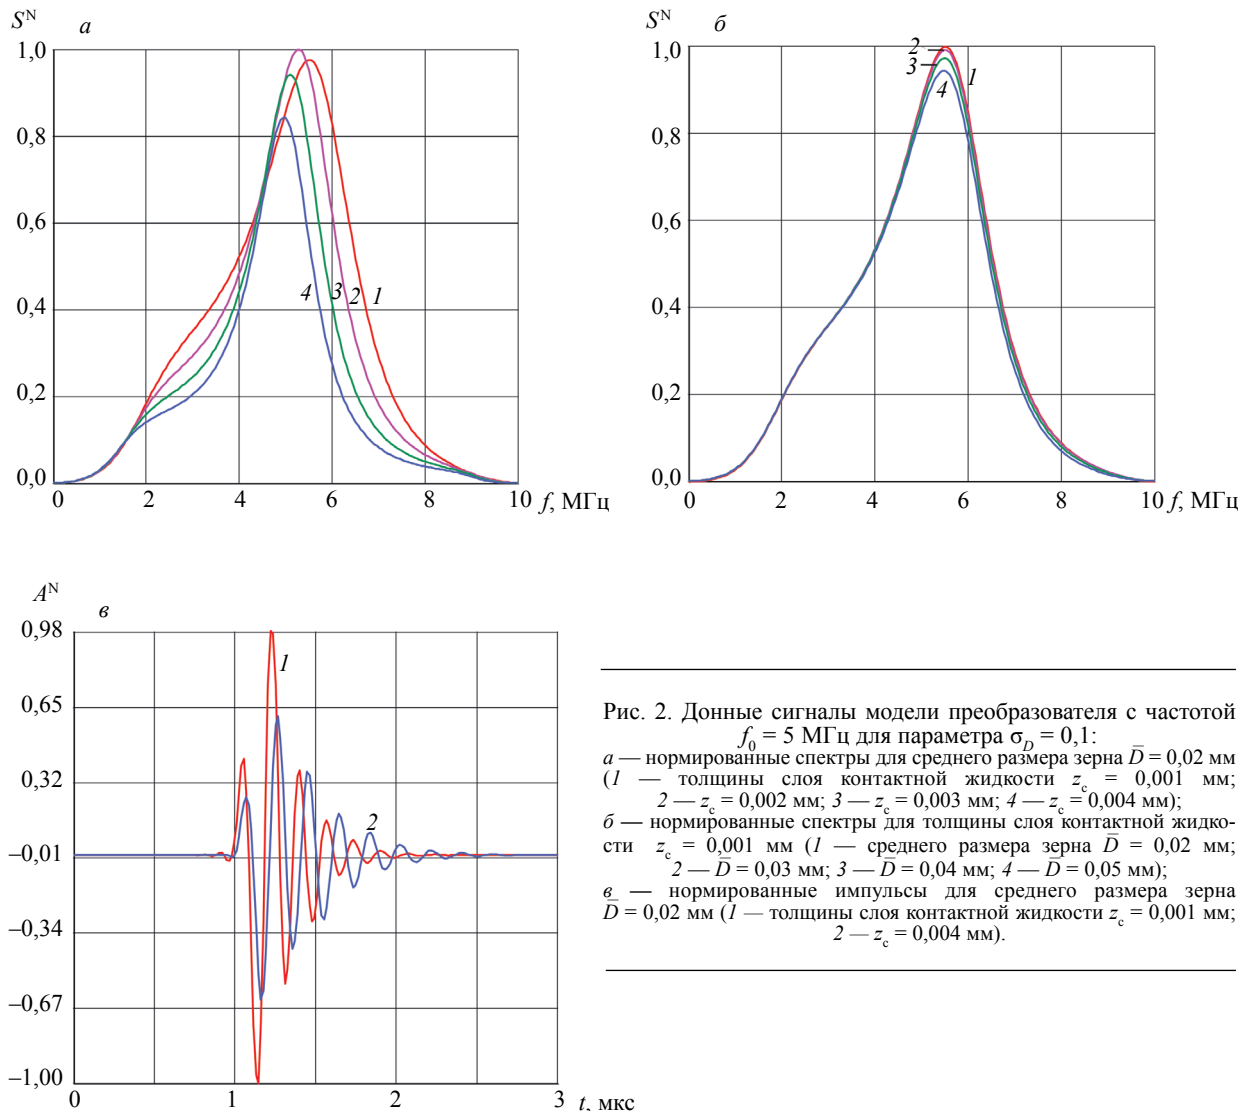 Sᴺ
а
1,0
0,8
0,6
0,4
0,2
0,0
1
2
3
4
0
2
4
6
8
10
f, МГц
Sᴺ
б
1,0
0,8
0,6
0,4
0,2
0,0
2
3
4
1
0
2
4
6
8
10
f, МГц
Aᴺ
в
0,98
0,65
0,32
–0,01
–0,34
–0,67
–1,00
1
2
0
1
2
3
t, мкс
Рис. 2. Донные сигналы модели преобразователя с частотой
f₀ = 5 МГц для параметра σ_D = 0,1:
а — нормированные спектры для среднего размера зерна D̄ = 0,02 мм
(1 — толщины слоя контактной жидкости z_c = 0,001 мм;
2 — z_c = 0,002 мм; 3 — z_c = 0,003 мм; 4 — z_c = 0,004 мм);
б — нормированные спектры для толщины слоя контактной жидко-
сти z_c = 0,001 мм (1 — среднего размера зерна D̄ = 0,02 мм;
2 — D̄ = 0,03 мм; 3 — D̄ = 0,04 мм; 4 — D̄ = 0,05 мм);
в — нормированные импульсы для среднего размера зерна
D̄ = 0,02 мм (1 — толщины слоя контактной жидкости z_c = 0,001 мм;
2 — z_c = 0,004 мм).